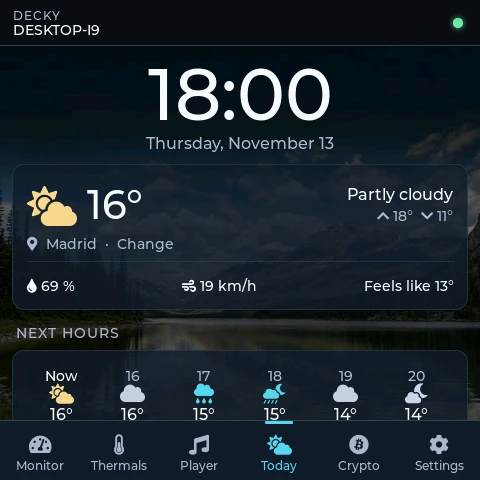 DECKY
DESKTOP-I9
18:00
Thursday, November 13
16°
Partly cloudy
18° 11°
Madrid · Change
69 %
19 km/h
Feels like 13°
NEXT HOURS
Now 16 17 18 19 20
16° 16° 15° 15° 14° 14°
Monitor Thermals Player Today Crypto Settings